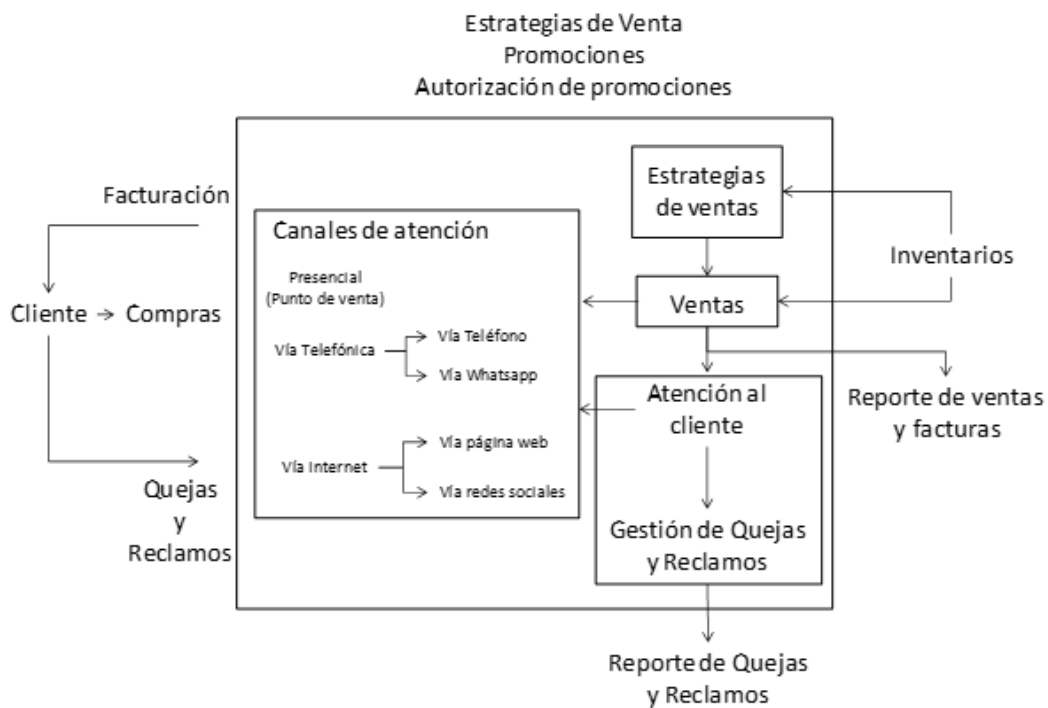 Estrategias de Venta
Promociones
Autorización de promociones
Facturación
Cliente
Compras
Quejas
y
Reclamos
Canales de atención
Presencial
(Punto de venta)
Vía Telefónica
Vía Teléfono
Vía Whatsapp
Vía Internet
Vía página web
Vía redes sociales
Estrategias
de ventas
Ventas
Atención al
cliente
Gestión de Quejas
y Reclamos
Inventarios
Reporte de ventas
y facturas
Reporte de Quejas
y Reclamos